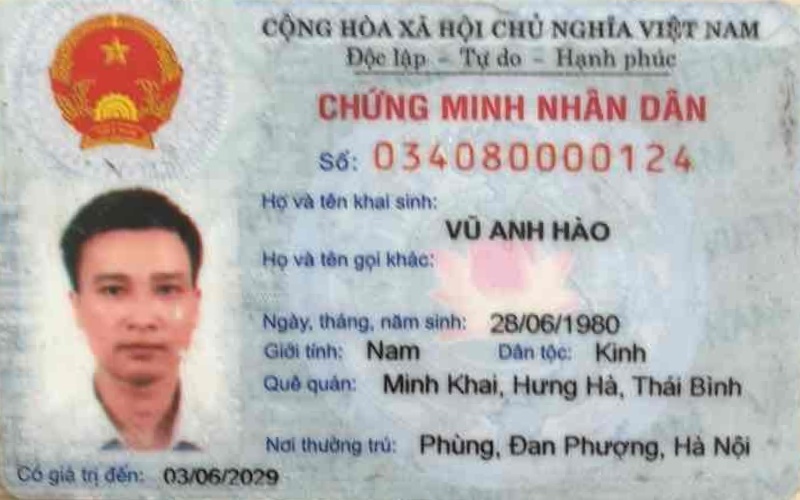 CỘNG HÒA XÃ HỘI CHỦ NGHĨA VIỆT NAM
Độc lập - Tự do - Hạnh phúc
CHỨNG MINH NHÂN DÂN
Số: 034080000124
Họ và tên khai sinh:
VŨ ANH HÀO
Họ và tên gọi khác:
Ngày, tháng, năm sinh: 28/06/1980
Giới tính: Nam Dân tộc: Kinh
Quê quán: Minh Khai, Hưng Hà, Thái Bình
Nơi thường trú: Phùng, Đan Phượng, Hà Nội
Có giá trị đến: 03/06/2029